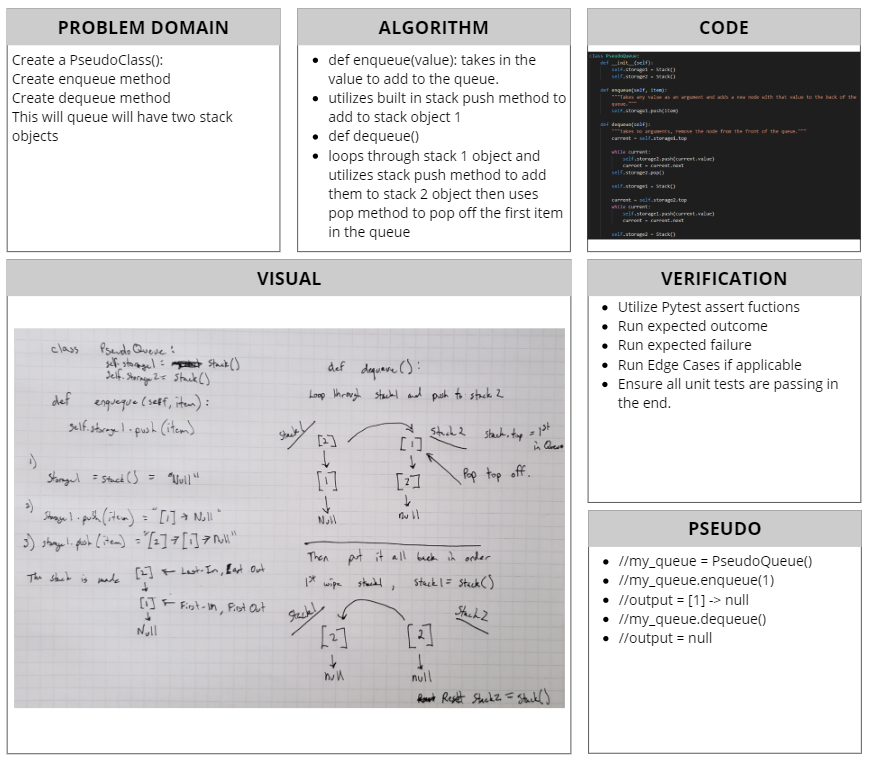 PROBLEM DOMAIN
Create a PseudoClass():
Create enqueue method
Create dequeue method
This will queue will have two stack
objects
ALGORITHM
def enqueue(value): takes in the
value to add to the queue.
utilizes built in stack push method to
add to stack object 1
def dequeue()
loops through stack 1 object and
utilizes stack push method to add
them to stack 2 object then uses
pop method to pop off the first item
in the queue
CODE
class PseudoQueue:
def __init__(self):
self.storage1 = Stack()
self.storage2 = Stack()
def enqueue(self, item):
"""Takes any value as an argument and adds a new node with that value to the back of the
queue."""
self.storage1.push(item)
def dequeue(self):
"""takes no arguments, remove the node from the front of the queue."""
current = self.storage1.top
while current:
self.storage2.push(current.value)
current = current.next
self.storage2.pop()
self.storage1 = Stack()
current = self.storage2.top
while current:
self.storage1.push(current.value)
current = current.next
self.storage2 = Stack()
VISUAL
class PseudoQueue:
self.storage1 = Stack()
self.storage2 = Stack()
def enqueque(self, item):
self.storage1.push(item)
1)
Storage1 = Stack() = "Null"
2)
Storage1.push(item) = "[1] → Null"
3) storage1.push(item) = "[2] → [1] → Null"
The stack is made
[2] ← Last-In, Last Out
[1] ← First-In, First Out
Null
def dequeue():
Loop through stack1 and push to stack 2
Stack1
[2]
[1]
Null
[1]
[2]
null
Stack2
stack.top = 1st
in Queue
Pop top off.
Then put it all back in order
1st wipe stack1, stack1 = Stack()
Stack1
[2]
null
[2]
null
Stack2
Reset Stack2 = Stack()
VERIFICATION
Utilize Pytest assert fuctions
Run expected outcome
Run expected failure
Run Edge Cases if applicable
Ensure all unit tests are passing in
the end.
PSEUDO
//my_queue = PseudoQueue()
//my_queue.enqueue(1)
//output = [1] -> null
//my_queue.dequeue()
//output = null